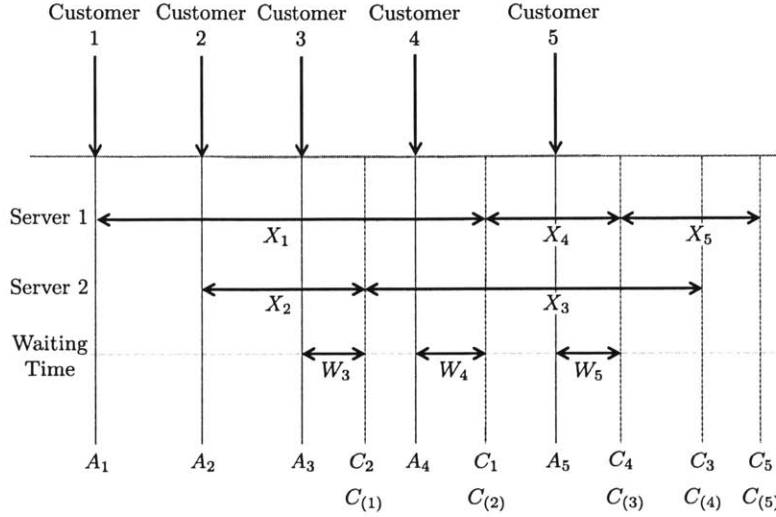 Customer Customer Customer Customer Customer
1 2 3 4 5
Server 1
X₁ X₄ X₅
Server 2
X₂ X₃
Waiting
Time
W₃ W₄ W₅
A₁ A₂ A₃ C₂ A₄ C₁ A₅ C₄ C₃ C₅
C₍₁₎ C₍₂₎ C₍₃₎ C₍₄₎ C₍₅₎